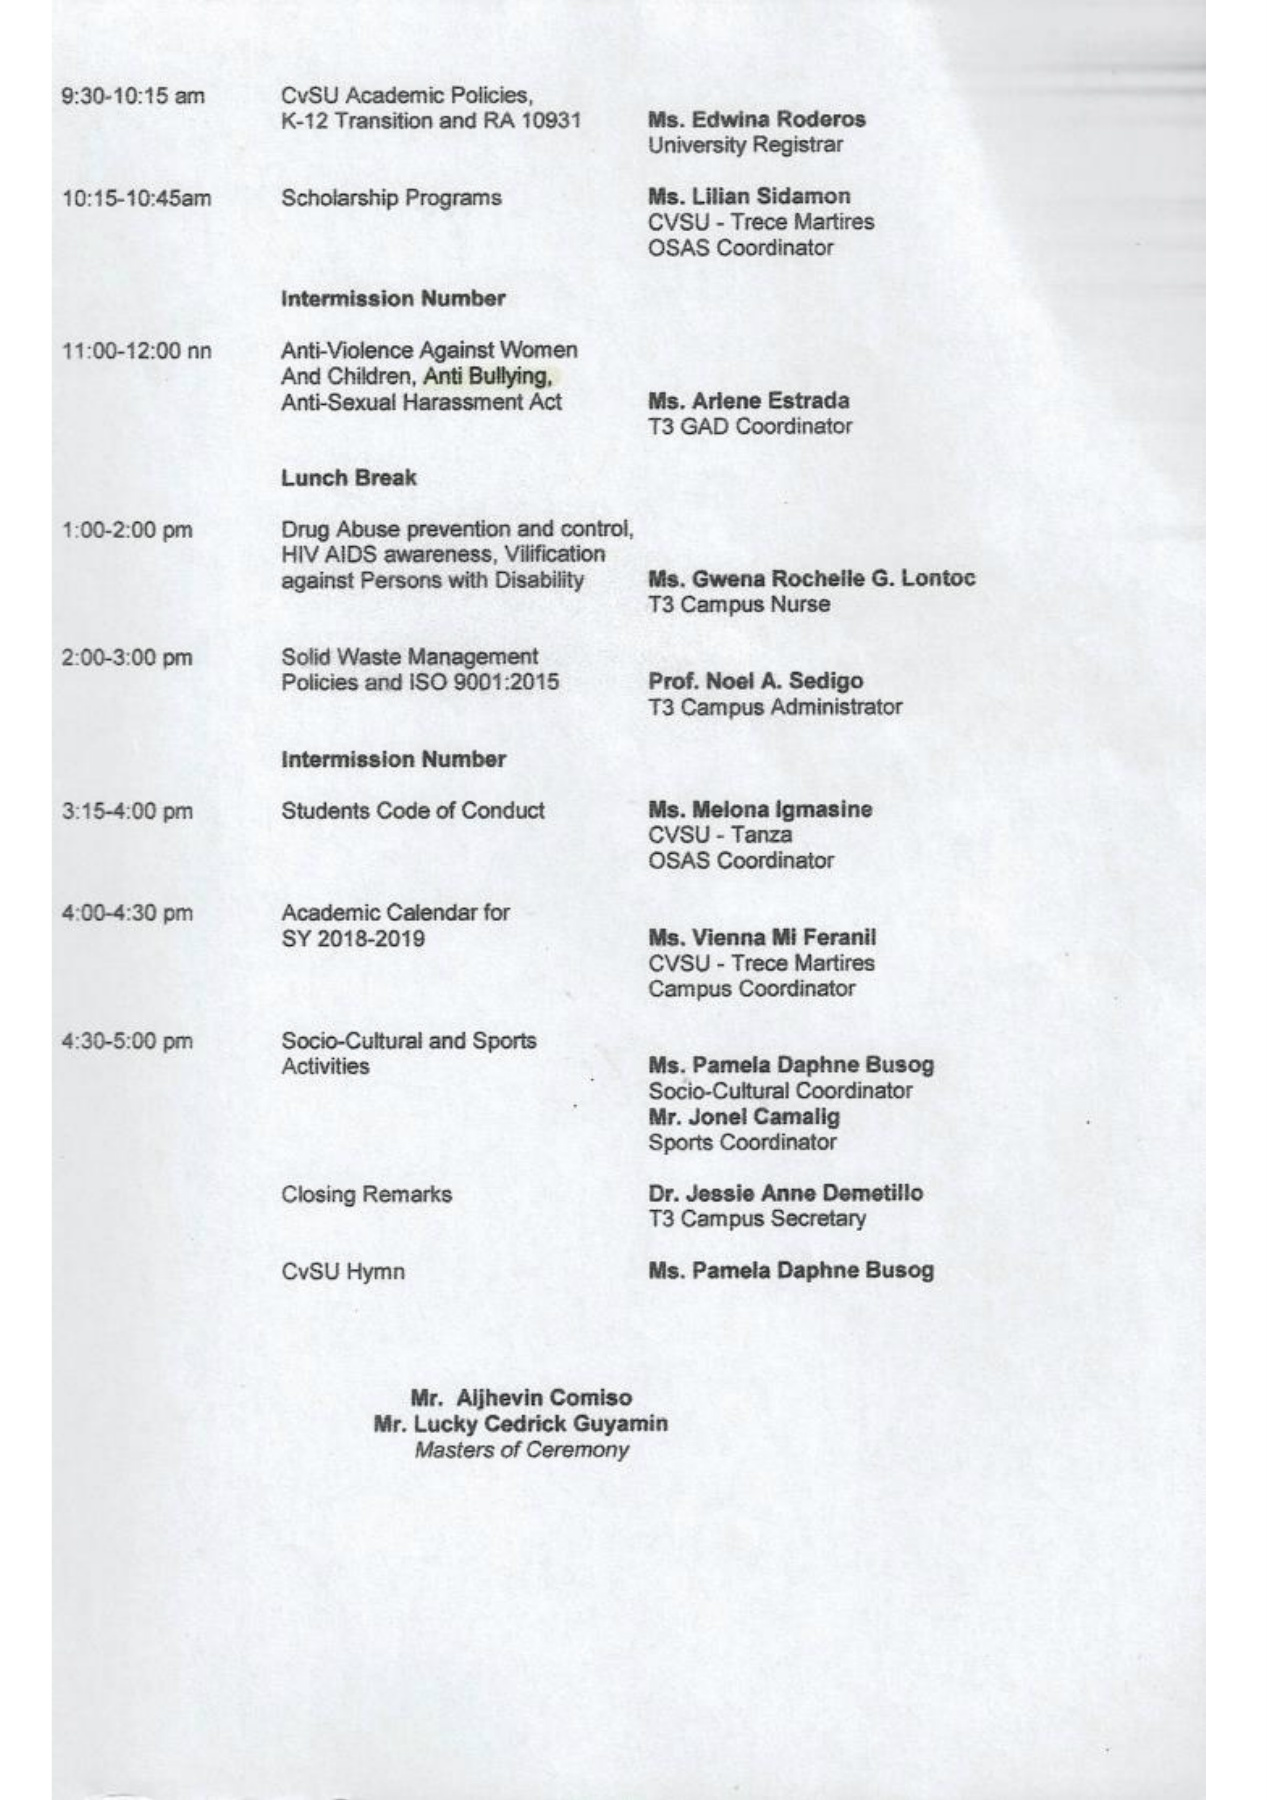 9:30-10:15 am CvSU Academic Policies,
K-12 Transition and RA 10931 Ms. Edwina Roderos
University Registrar
10:15-10:45am Scholarship Programs Ms. Lilian Sidamon
CVSU - Trece Martires
OSAS Coordinator
Intermission Number
11:00-12:00 nn Anti-Violence Against Women
And Children, Anti Bullying,
Anti-Sexual Harassment Act Ms. Arlene Estrada
T3 GAD Coordinator
Lunch Break
1:00-2:00 pm Drug Abuse prevention and control,
HIV AIDS awareness, Vilification
against Persons with Disability Ms. Gwena Rochelle G. Lontoc
T3 Campus Nurse
2:00-3:00 pm Solid Waste Management
Policies and ISO 9001:2015 Prof. Noel A. Sedigo
T3 Campus Administrator
Intermission Number
3:15-4:00 pm Students Code of Conduct Ms. Melona Igmasine
CVSU - Tanza
OSAS Coordinator
4:00-4:30 pm Academic Calendar for
SY 2018-2019 Ms. Vienna Mi Feranil
CVSU - Trece Martires
Campus Coordinator
4:30-5:00 pm Socio-Cultural and Sports
Activities Ms. Pamela Daphne Busog
Socio-Cultural Coordinator
Mr. Jonel Camalig
Sports Coordinator
Closing Remarks Dr. Jessie Anne Demetillo
T3 Campus Secretary
CvSU Hymn Ms. Pamela Daphne Busog
Mr. Aljhevin Comiso
Mr. Lucky Cedrick Guyamin
Masters of Ceremony